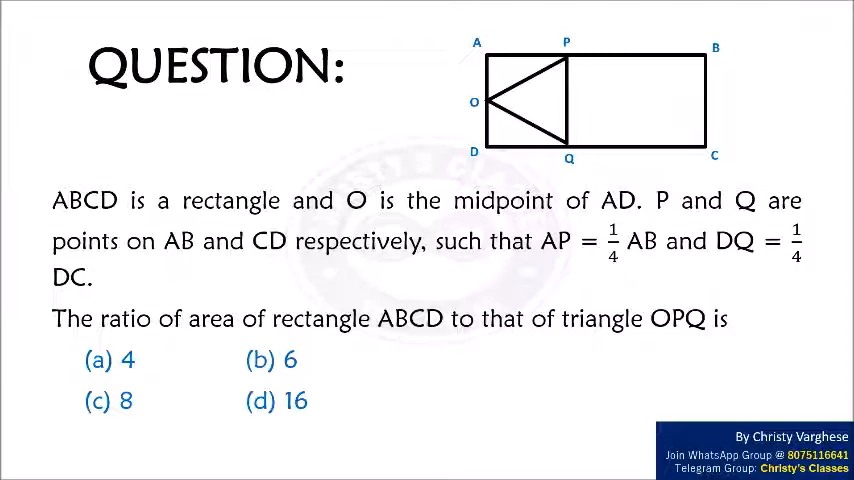 QUESTION:
A
P
B
O
D
Q
C
ABCD is a rectangle and O is the midpoint of AD. P and Q are
points on AB and CD respectively, such that AP = 1/4 AB and DQ = 1/4
DC.
The ratio of area of rectangle ABCD to that of triangle OPQ is
(a) 4 (b) 6
(c) 8 (d) 16
By Christy Varghese
Join WhatsApp Group @ 8075116641
Telegram Group: Christy's Classes